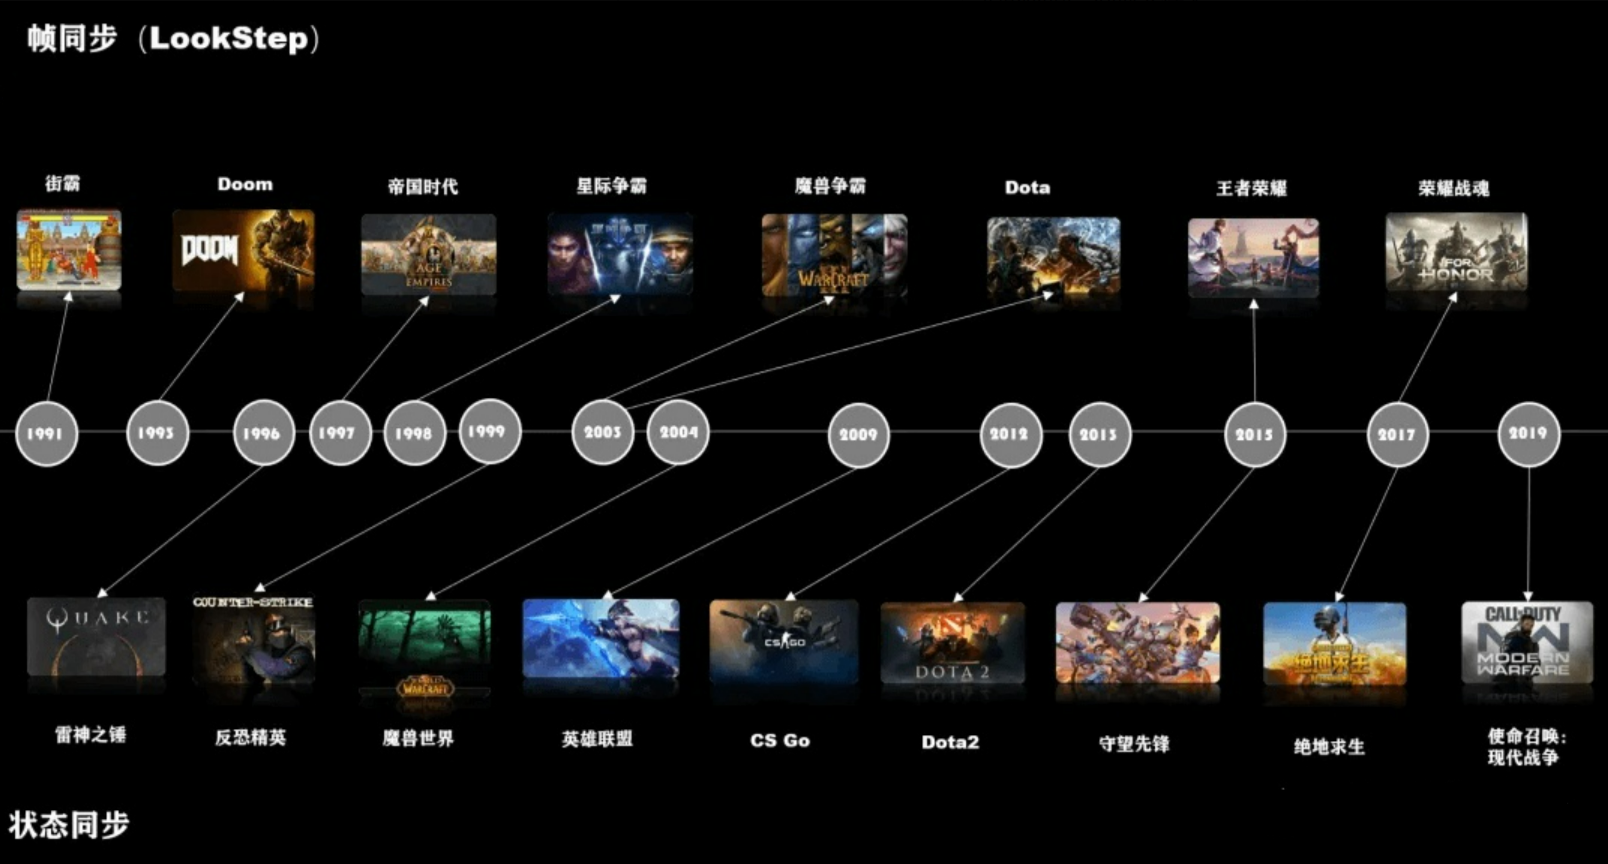 帧同步（LookStep）
街霸
Doom
帝国时代
星际争霸
魔兽争霸
Dota
王者荣耀
荣耀战魂
DOOM
AGE
EMPIRES
WARCRAFT
FOR
HONOR
1991
1993
1996
1997
1998
1999
2003
2004
2009
2012
2013
2015
2017
2019
QUAKE
COUNTER-STRIKE
WARCRAFT
CS GO
DOTA 2
绝地求生
CALL DUTY
MODERN
WARFARE
雷神之锤
反恐精英
魔兽世界
英雄联盟
CS Go
Dota2
守望先锋
绝地求生
使命召唤：
现代战争
状态同步